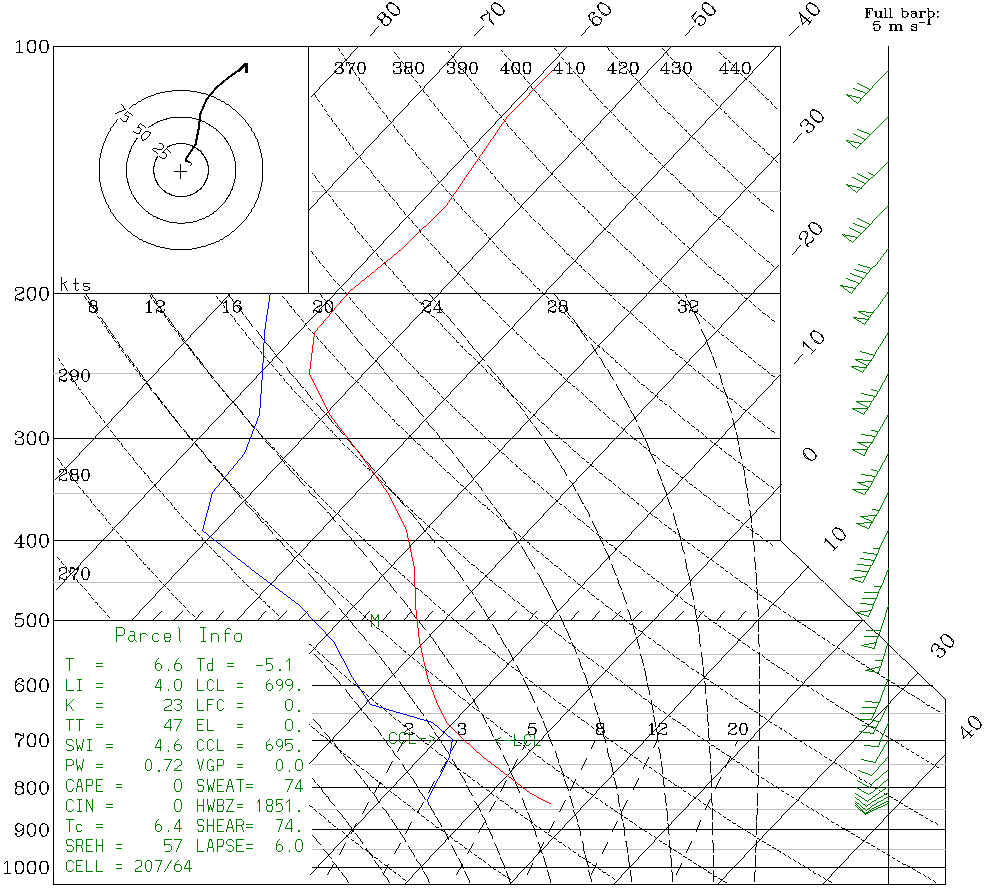 -80 -70 -60 -50 -40
Full barb:
5 m s⁻¹
100
370 380 390 400 410 420 430 440
75 50 25
-30
-20
kts
200
8 12 16 20 24 28 32
-10
290
300
0
280
400
10
270
500
M
Parcel Info
30
T = 6.6 Td = -5.1
LI = 4.0 LCL = 699.
600
K = 23 LFC = 0.
40
TT = 47 EL = 0.
2 3 5 8 12 20
700
CCL-> <-LCL
SWI = 4.6 CCL = 695.
PW = 0.72 VGP = 0.0
800
CAPE = 0 SWEAT= 74
CIN = 0 HWBZ= 1851.
900
Tc = 6.4 SHEAR= 74.
SREH = 57 LAPSE= 6.0
1000
CELL = 207/64